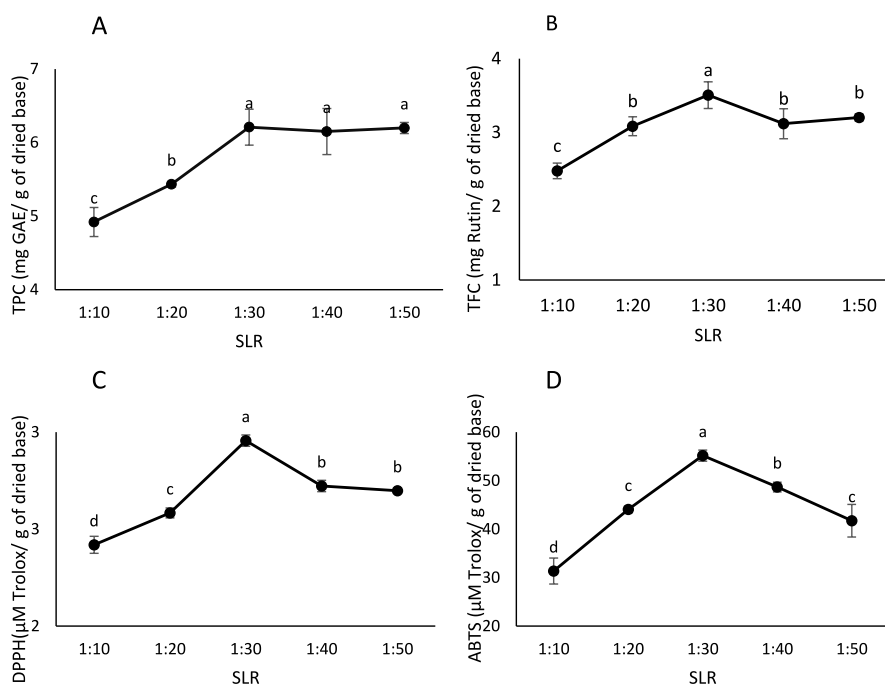 A
TPC (mg GAE/ g of dried base)
7
6
5
4
c
b
a
a
a
1:10 1:20 1:30 1:40 1:50
SLR
B
TFC (mg Rutin/ g of dried base)
4
3
2
1
c
b
a
b
b
1:10 1:20 1:30 1:40 1:50
SLR
C
DPPH(µM Trolox/ g of dried base)
3
3
2
d
c
a
b
b
1:10 1:20 1:30 1:40 1:50
SLR
D
ABTS (µM Trolox/ g of dried base)
60
50
40
30
20
d
c
a
b
c
1:10 1:20 1:30 1:40 1:50
SLR